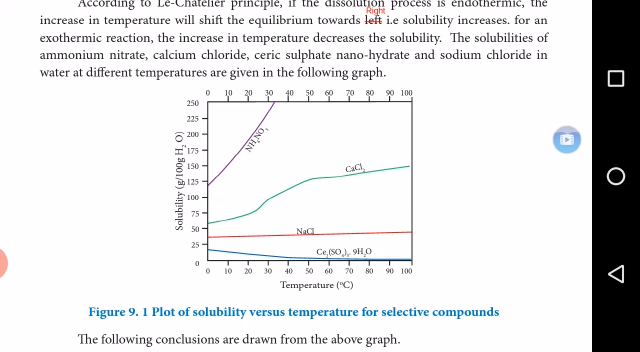 According to Le-Chatelier principle, if the dissolution process is endothermic, the
Right
increase in temperature will shift the equilibrium towards left i.e solubility increases. for an
exothermic reaction, the increase in temperature decreases the solubility. The solubilities of
ammonium nitrate, calcium chloride, ceric sulphate nano-hydrate and sodium chloride in
water at different temperatures are given in the following graph.
0 10 20 30 40 50 60 70 80 90 100
250
225
200
175
150
125
100
75
50
25
0
Solubility (g/100g H2O)
NH4NO3
CaCl2
NaCl
Ce2(SO4)3. 9H2O
0 10 20 30 40 50 60 70 80 90 100
Temperature (°C)
Figure 9. 1 Plot of solubility versus temperature for selective compounds
The following conclusions are drawn from the above graph.